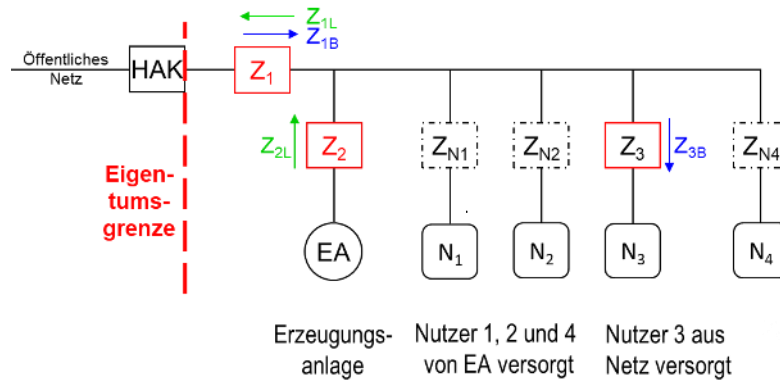 Z1L
Z1B
Öffentliches
Netz
HAK
Z1
Z2L
Z2
ZN1
ZN2
Z3
Z3B
ZN4
Eigen-
tums-
grenze
EA
N1
N2
N3
N4
Erzeugungs-
anlage
Nutzer 1, 2 und 4
von EA versorgt
Nutzer 3 aus
Netz versorgt